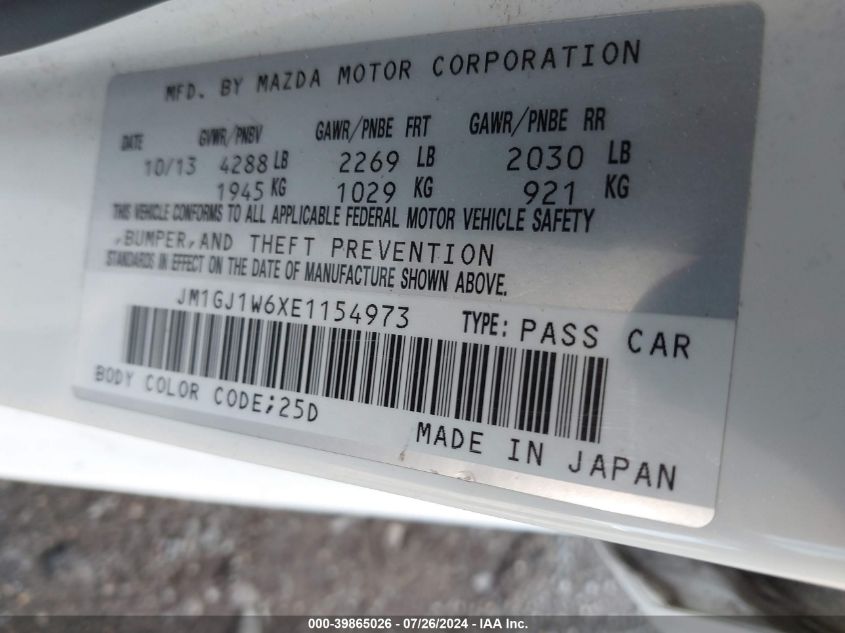 MFD. BY MAZDA MOTOR CORPORATION
DATE GVWR/PNBV GAWR/PNBE FRT GAWR/PNBE RR
10/13 4288 LB 2269 LB 2030 LB
1945 KG 1029 KG 921 KG
THIS VEHICLE CONFORMS TO ALL APPLICABLE FEDERAL MOTOR VEHICLE SAFETY
,BUMPER,AND THEFT PREVENTION
STANDARDS IN EFFECT ON THE DATE OF MANUFACTURE SHOWN ABOVE.
JM1GJ1W6XE1154973 TYPE: PASS CAR
BODY COLOR CODE;25D
MADE IN JAPAN
000-39865026 - 07/26/2024 - IAA Inc.